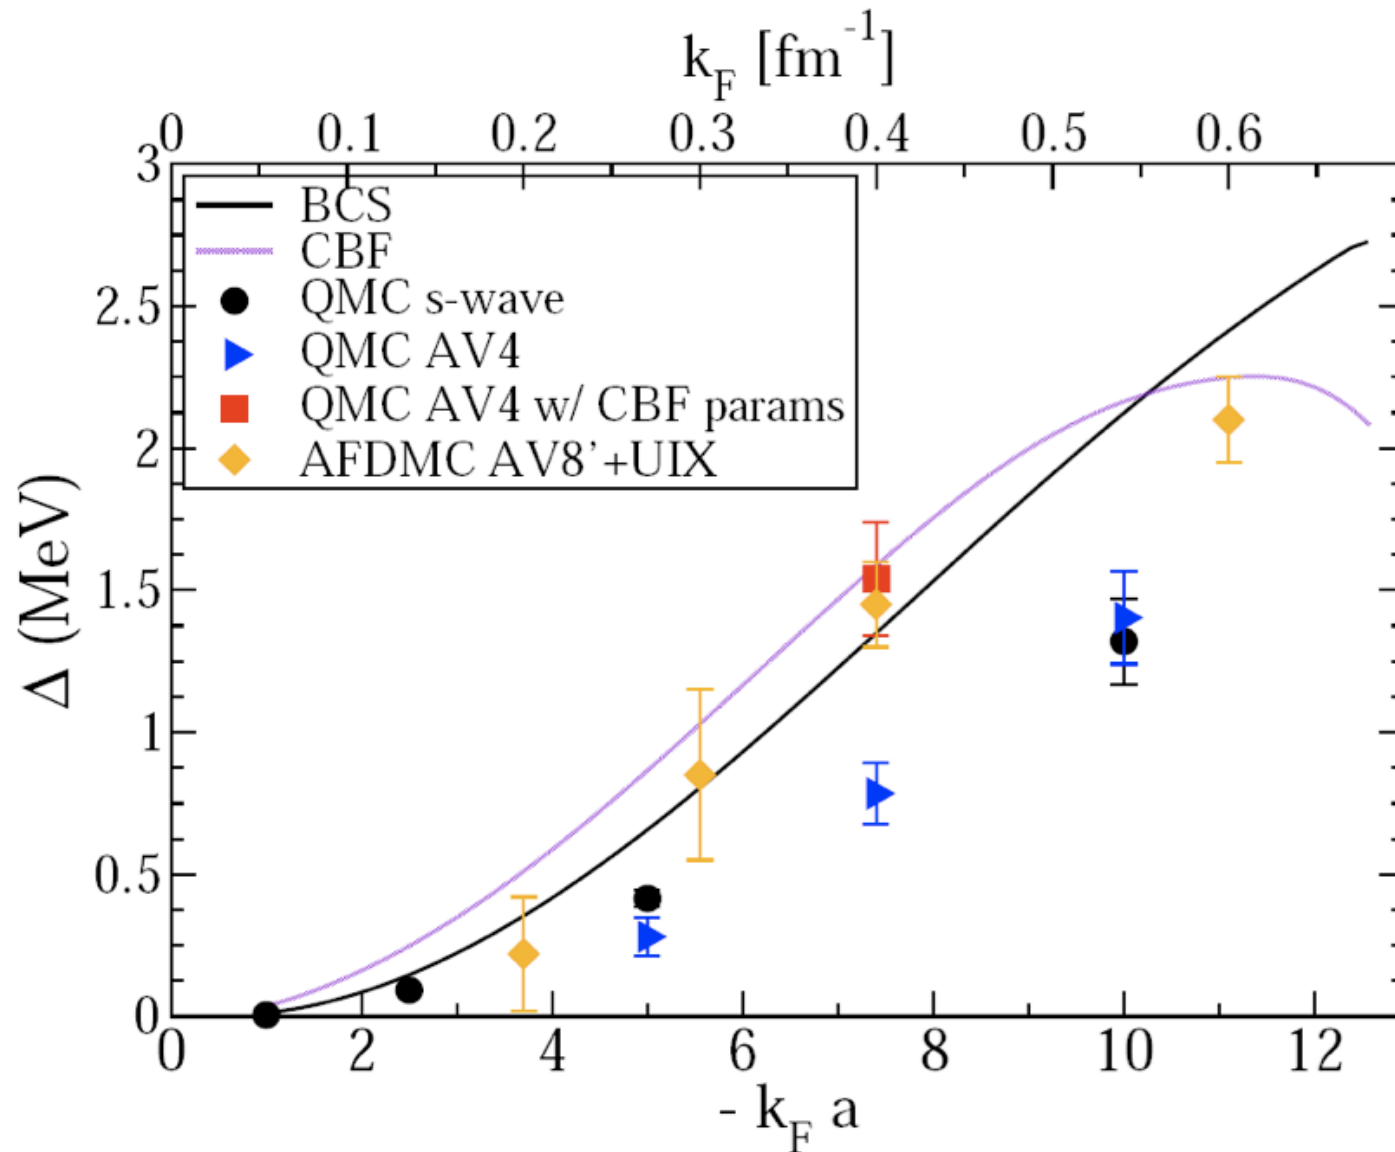 k_F [fm^-1]
0 0.1 0.2 0.3 0.4 0.5 0.6
3
BCS
CBF
QMC s-wave
QMC AV4
QMC AV4 w/ CBF params
AFDMC AV8'+UIX
2.5
2
1.5
1
0.5
0
Δ (MeV)
0 2 4 6 8 10 12
- k_F a